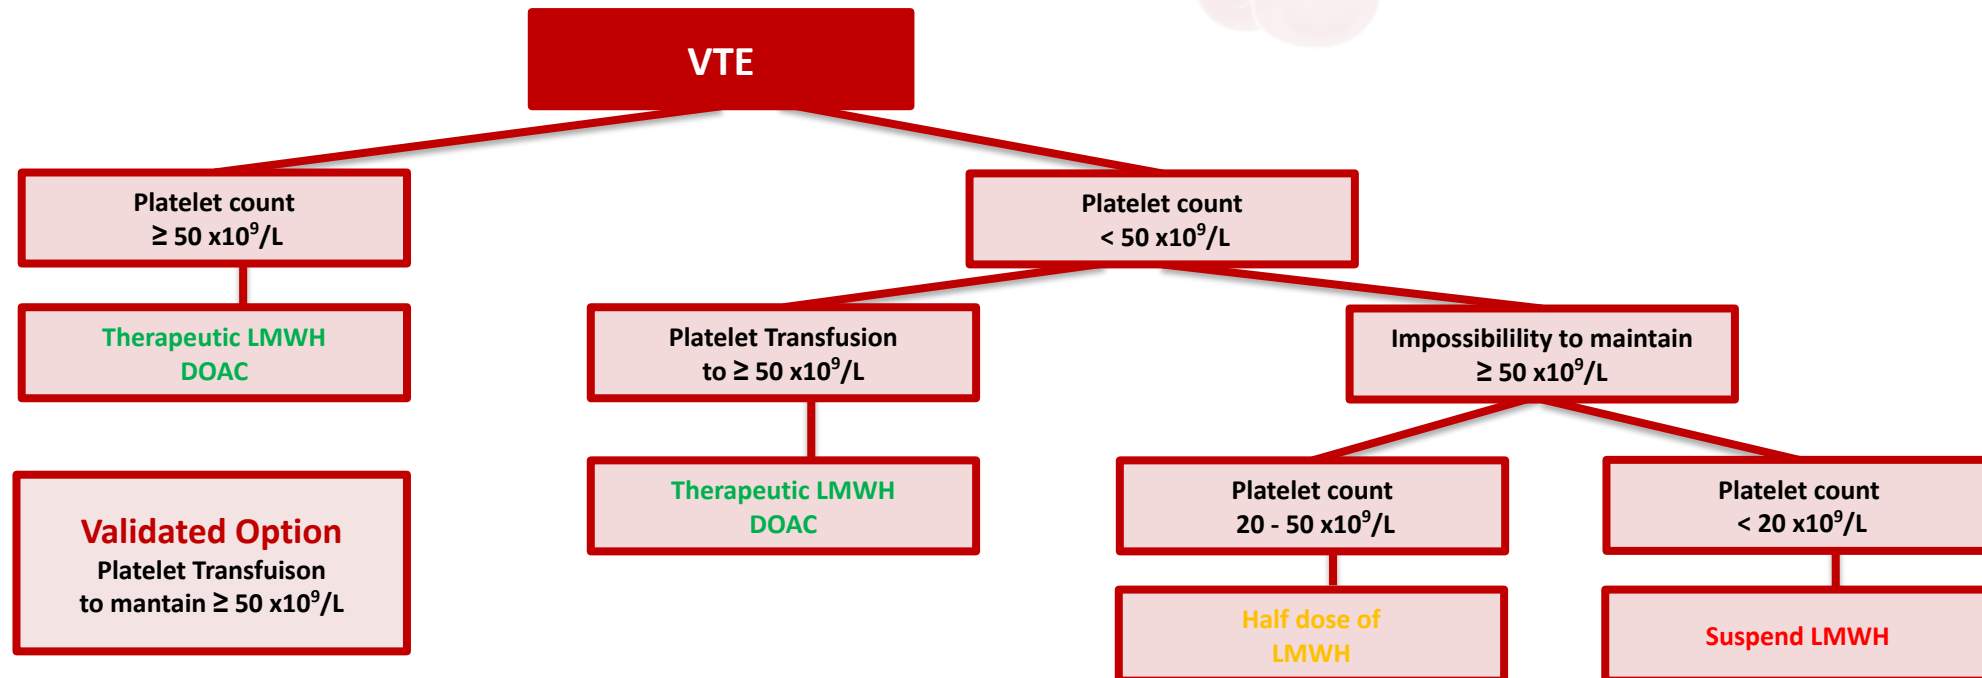 VTE
Platelet count
≥ 50 x10⁹/L
Platelet count
< 50 x10⁹/L
Therapeutic LMWH
DOAC
Platelet Transfusion
to ≥ 50 x10⁹/L
Impossibilility to maintain
≥ 50 x10⁹/L
Validated Option
Platelet Transfuison
to mantain ≥ 50 x10⁹/L
Therapeutic LMWH
DOAC
Platelet count
20 - 50 x10⁹/L
Platelet count
< 20 x10⁹/L
Half dose of
LMWH
Suspend LMWH